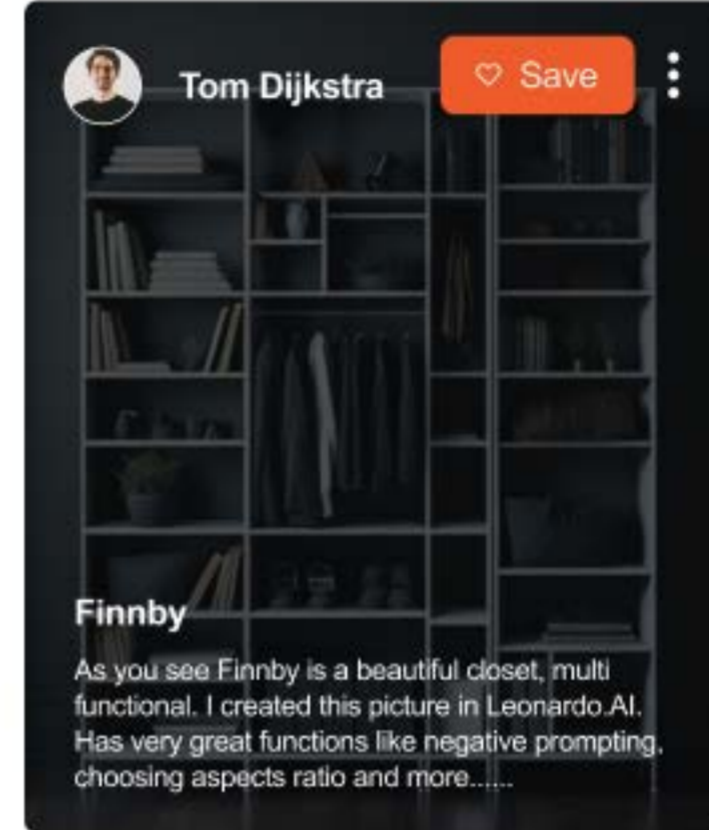 Tom Dijkstra
Save
Finnby
As you see Finnby is a beautiful closet, multi
functional. I created this picture in Leonardo.AI.
Has very great functions like negative prompting,
choosing aspects ratio and more......